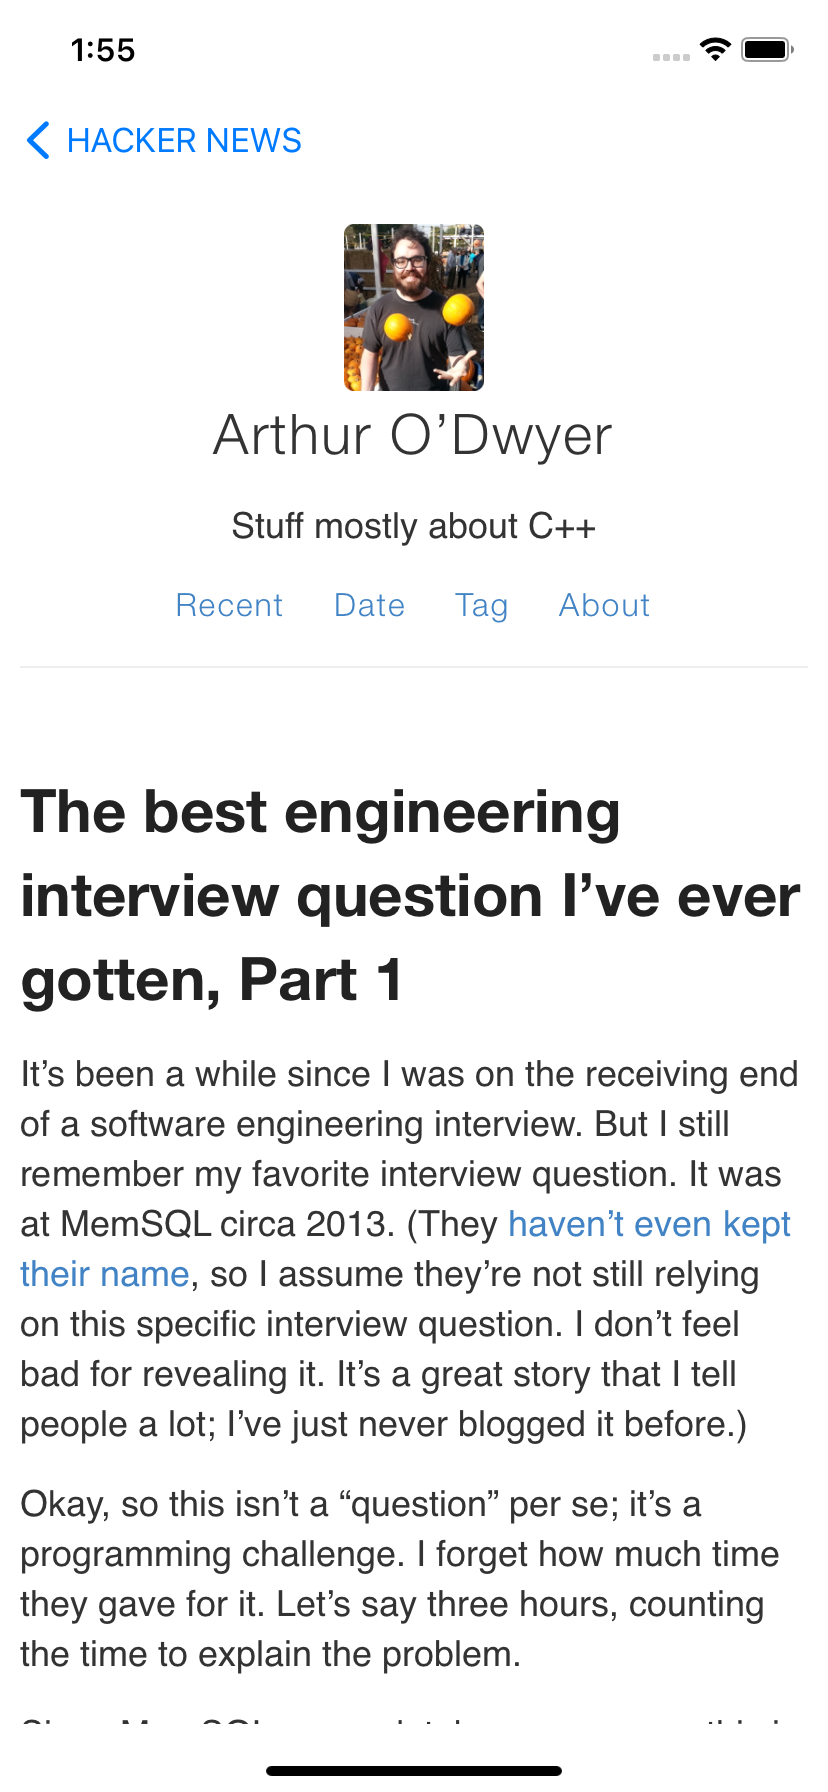 1:55
HACKER NEWS
Arthur O’Dwyer
Stuff mostly about C++
Recent Date Tag About
The best engineering
interview question I’ve ever
gotten, Part 1
It’s been a while since I was on the receiving end
of a software engineering interview. But I still
remember my favorite interview question. It was
at MemSQL circa 2013. (They haven’t even kept
their name, so I assume they’re not still relying
on this specific interview question. I don’t feel
bad for revealing it. It’s a great story that I tell
people a lot; I’ve just never blogged it before.)
Okay, so this isn’t a “question” per se; it’s a
programming challenge. I forget how much time
they gave for it. Let’s say three hours, counting
the time to explain the problem.